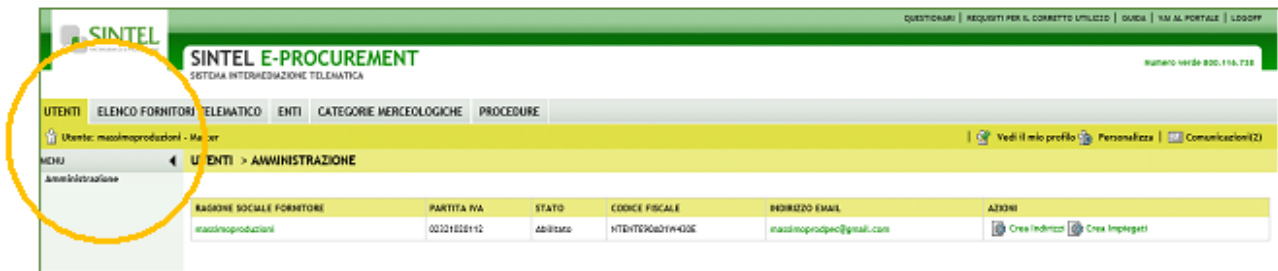 QUESTIONARI | REQUISITI PER IL CORRETTO UTILIZZO | GUIDA | VAI AL PORTALE | LOGOFF
SINTEL
SINTEL E-PROCUREMENT
SISTEMA INTERMEDIAZIONE TELEMATICA
numero verde 800.116.738
UTENTI ELENCO FORNITORI TELEMATICO ENTI CATEGORIE MERCEOLOGICHE PROCEDURE
Utente: massimoproduzioni - Master | Vedi il mio profilo Personalizza | Comunicazioni(2)
MENU
UTENTI > AMMINISTRAZIONE
Amministrazione
RAGIONE SOCIALE FORNITORE PARTITA IVA STATO CODICE FISCALE INDIRIZZO EMAIL AZIONI
massimoproduzioni Abilitato massimoprodpec@gmail.com Crea Indirizzi Crea Impiegati